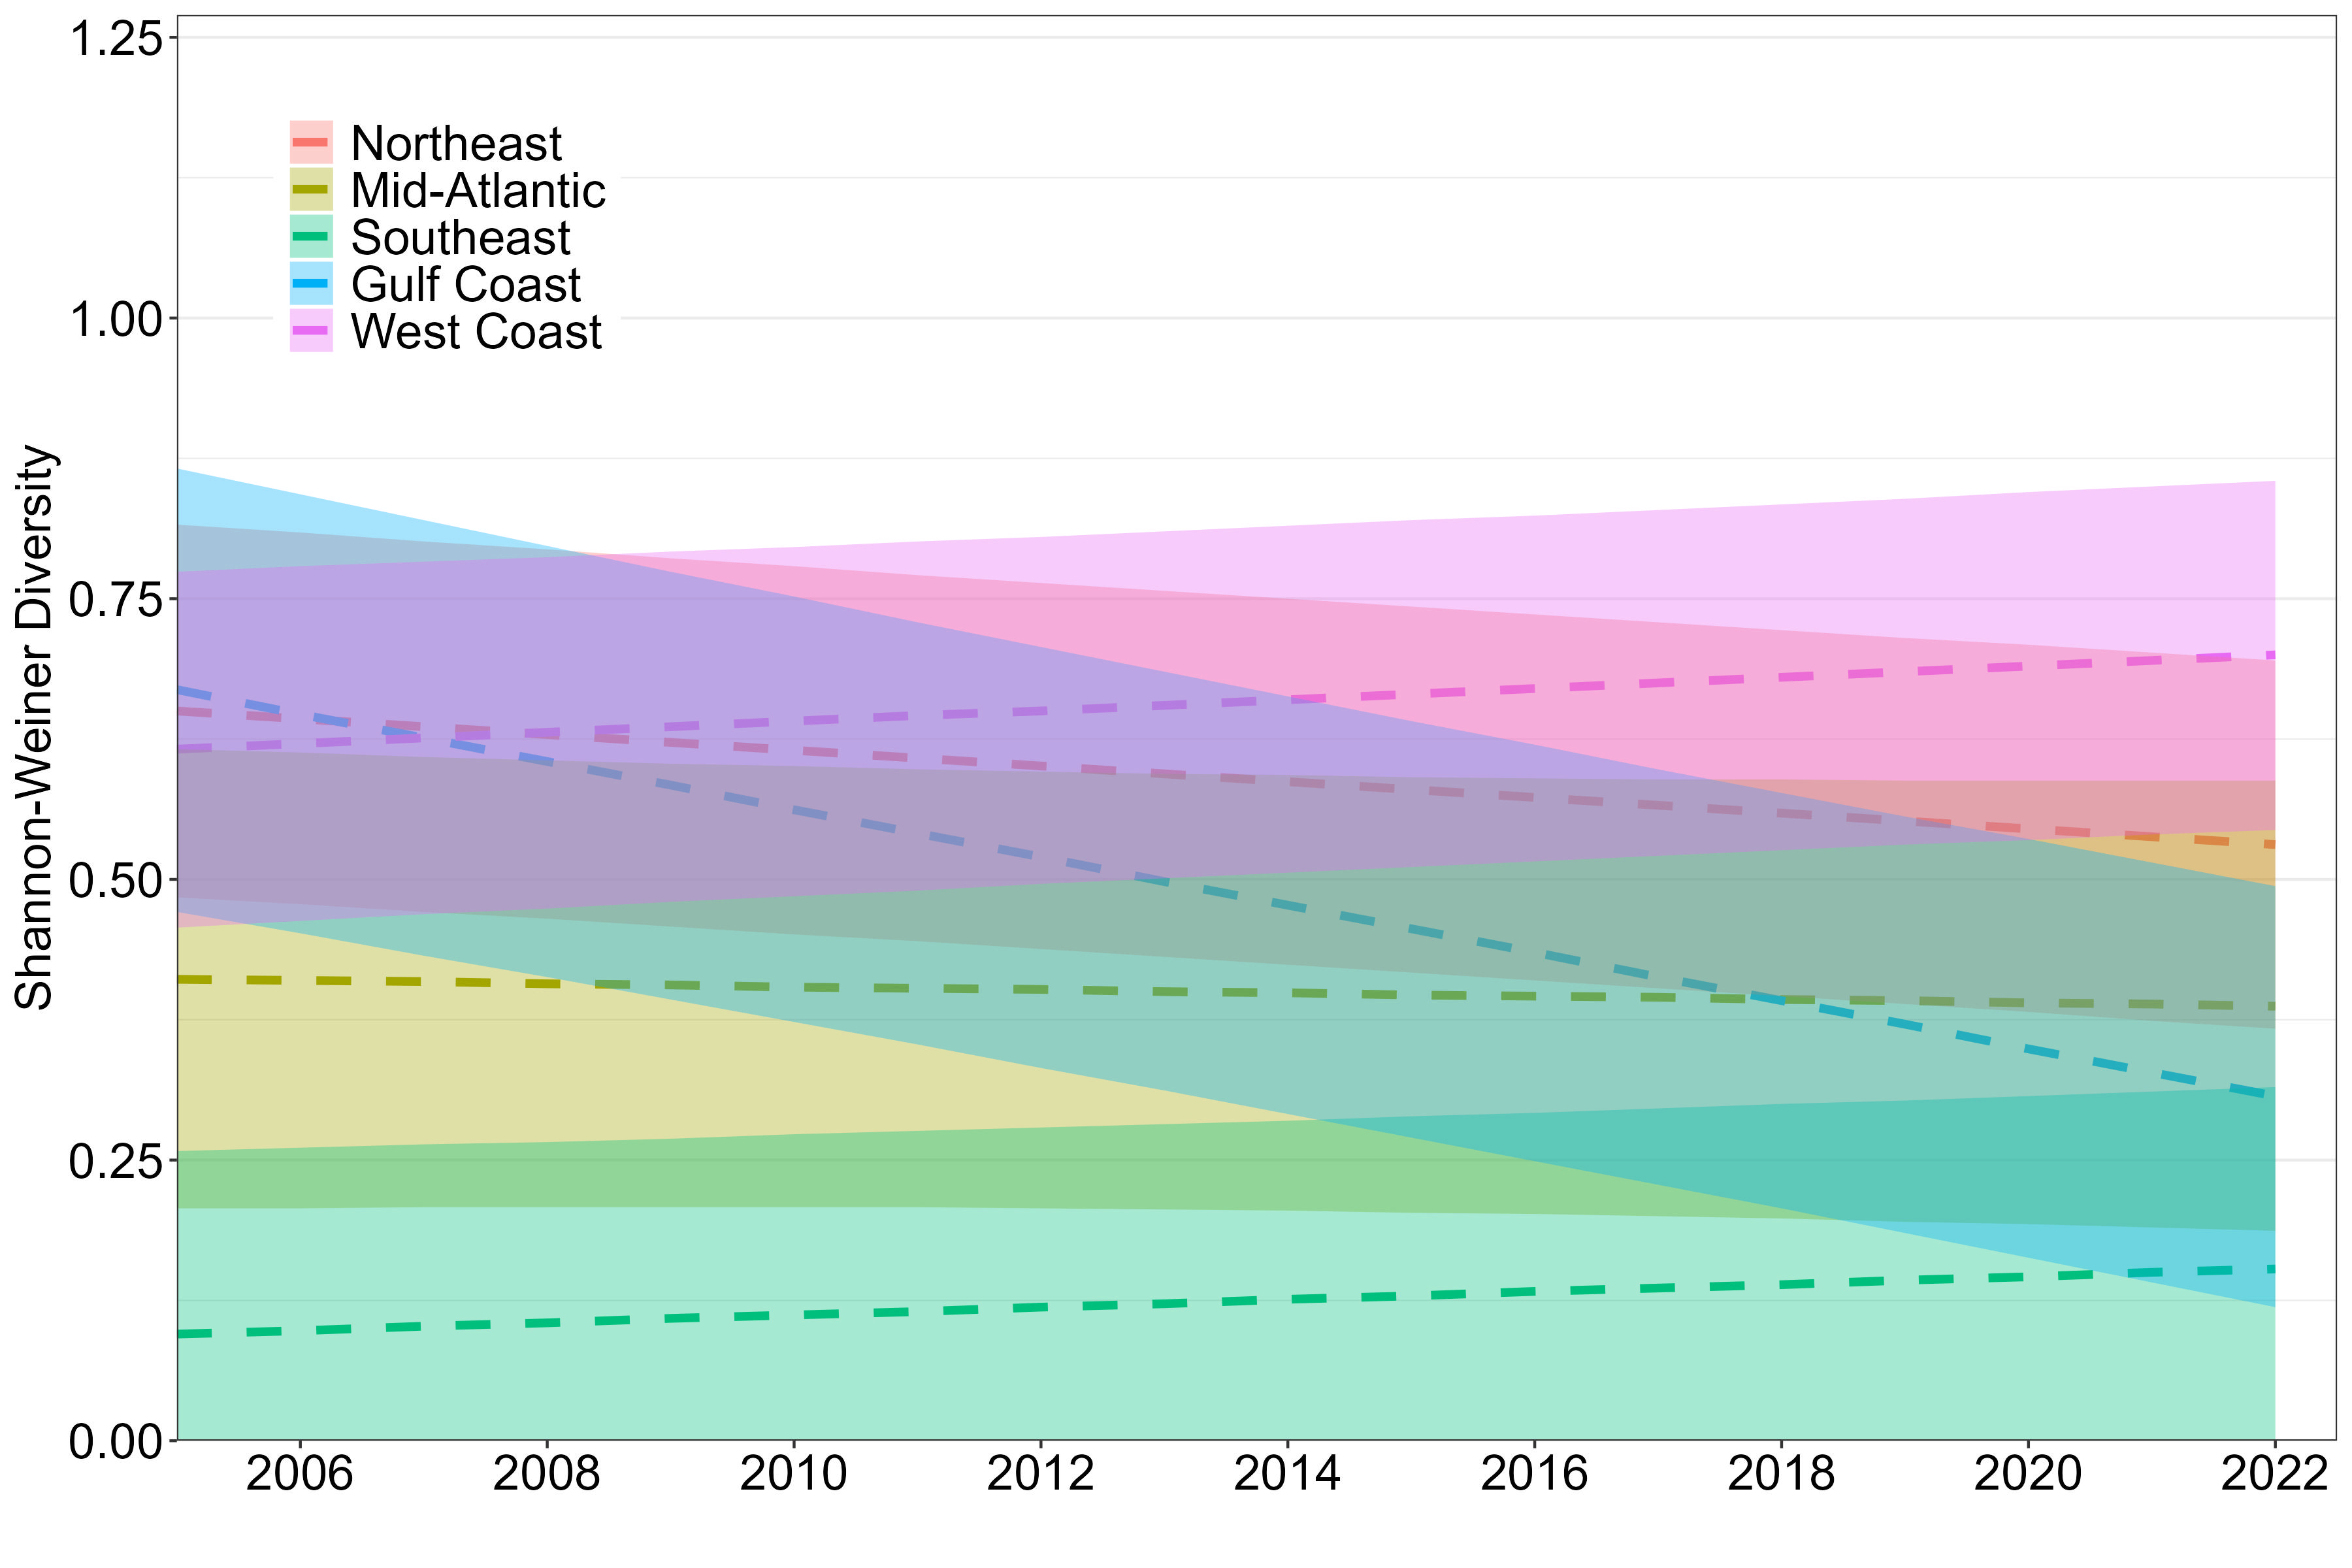 Shannon-Weiner Diversity
1.25
1.00
0.75
0.50
0.25
0.00
Northeast
Mid-Atlantic
Southeast
Gulf Coast
West Coast
2006 2008 2010 2012 2014 2016 2018 2020 2022